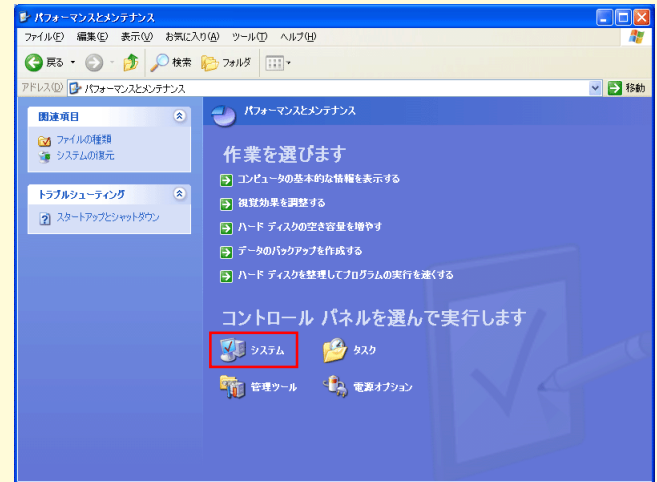 パフォーマンスとメンテナンス
ファイル(F) 編集(E) 表示(V) お気に入り(A) ツール(T) ヘルプ(H)
戻る 検索 フォルダ
アドレス(D) パフォーマンスとメンテナンス 移動
関連項目
ファイルの種類
システムの復元
トラブルシューティング
スタートアップとシャットダウン
パフォーマンスとメンテナンス
作業を選びます
コンピュータの基本的な情報を表示する
視覚効果を調整する
ハード ディスクの空き容量を増やす
データのバックアップを作成する
ハード ディスクを整理してプログラムの実行を速くする
コントロール パネルを選んで実行します
システム タスク
管理ツール 電源オプション